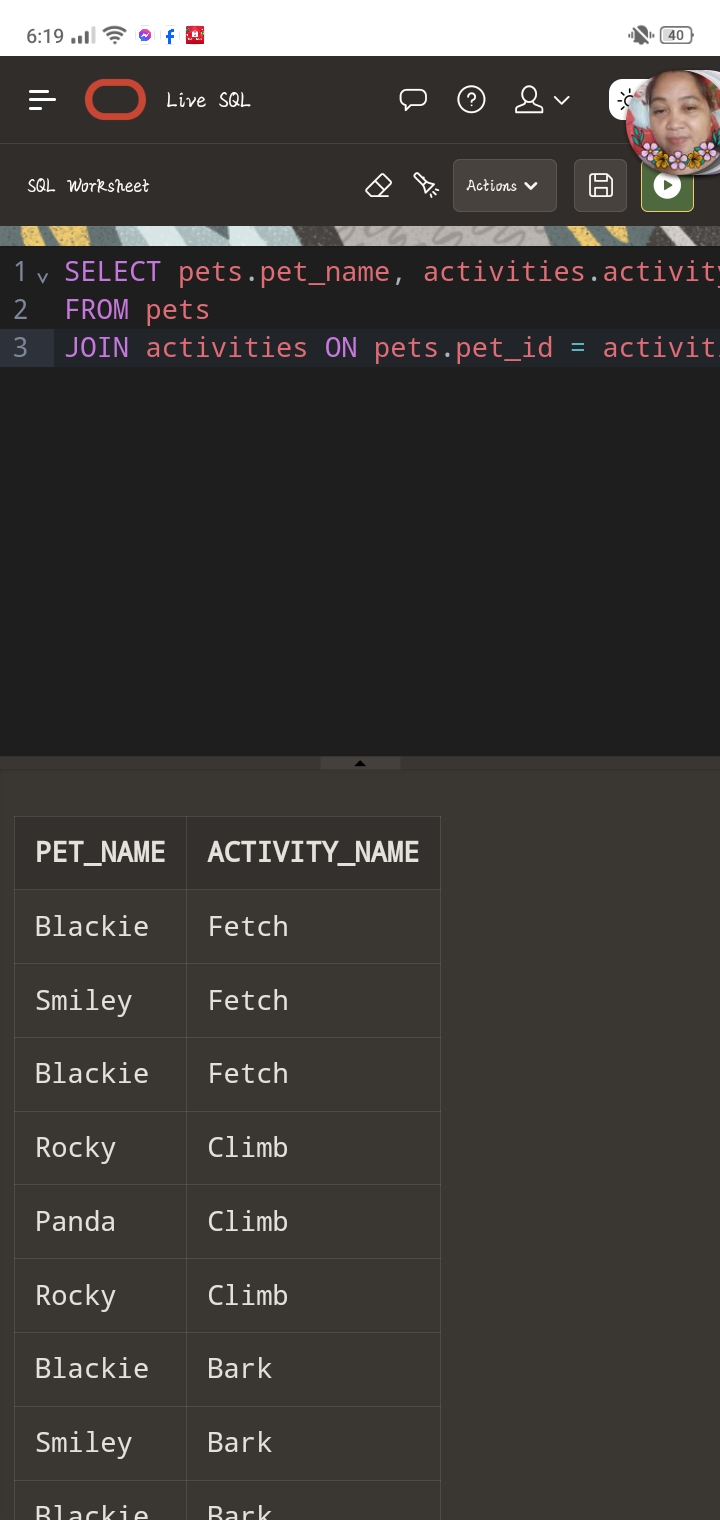 6:19
40
Live SQL
SQL Worksheet
Actions
1 SELECT pets.pet_name, activities.activity
2 FROM pets
3 JOIN activities ON pets.pet_id = activit
PET_NAME ACTIVITY_NAME
Blackie Fetch
Smiley Fetch
Blackie Fetch
Rocky Climb
Panda Climb
Rocky Climb
Blackie Bark
Smiley Bark
Blackie Bark